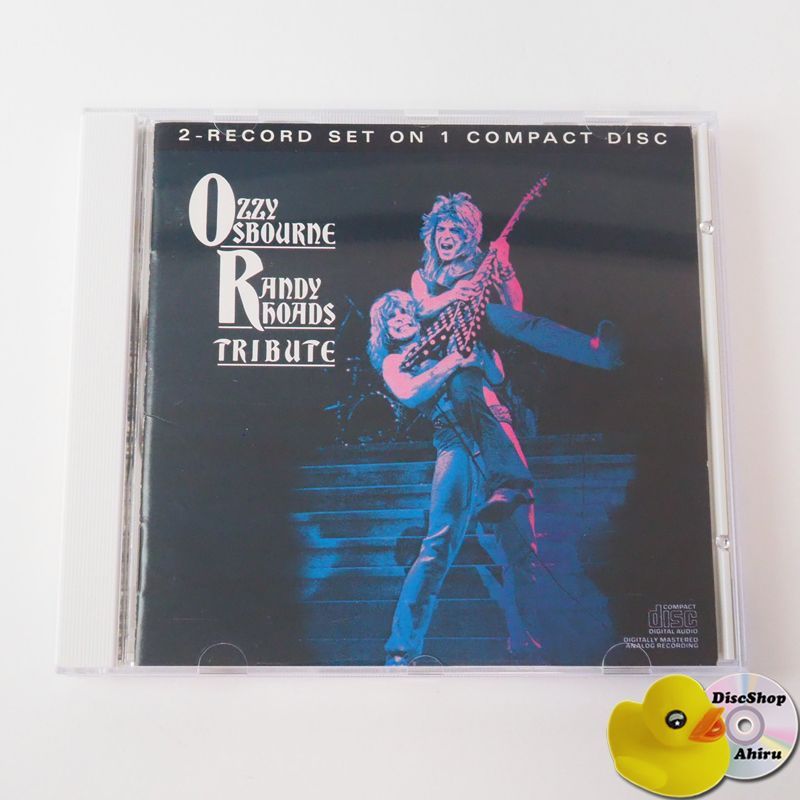 2-RECORD SET ON 1 COMPACT DISC
OZZY
OSBOURNE
RANDY
RHOADS
TRIBUTE
COMPACT
disc
DIGITAL AUDIO
DIGITALLY MASTERED
ANALOG RECORDING
DiscShop
Ahiru